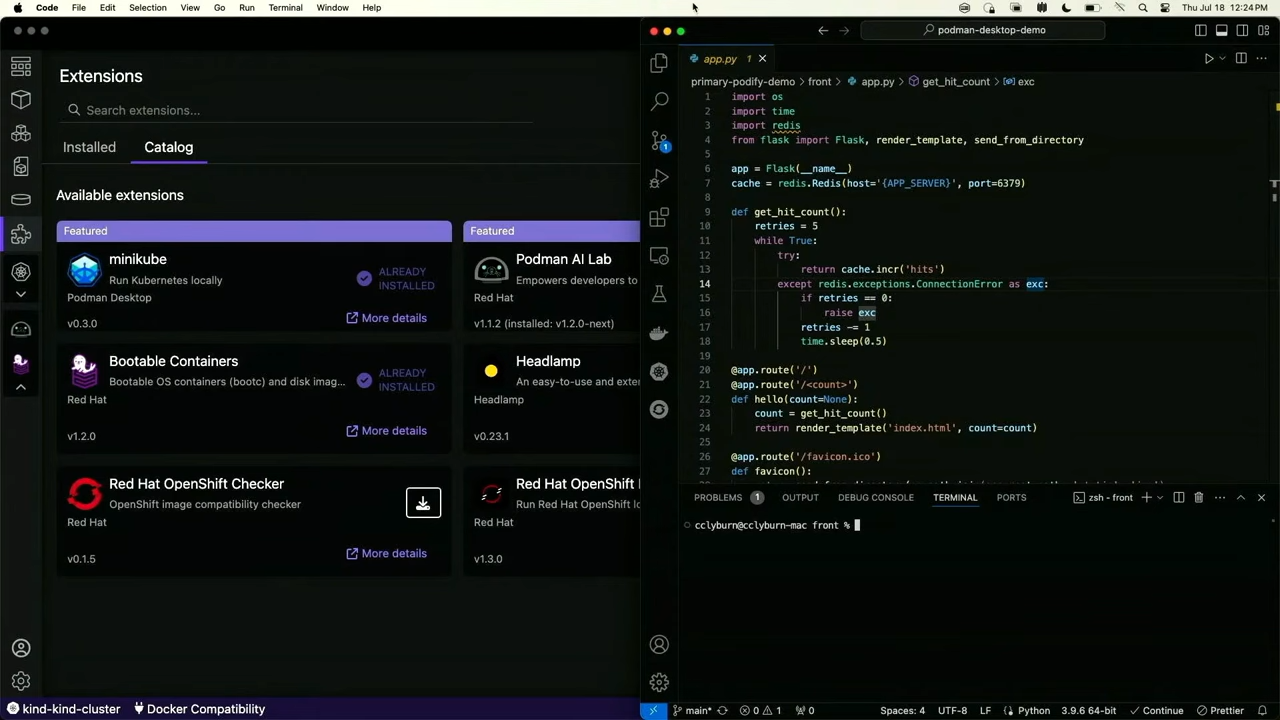 Code File Edit Selection View Go Run Terminal Window Help
Thu Jul 18 12:24 PM
Extensions
Search extensions...
Installed
Catalog
Available extensions
Featured
minikube
Run Kubernetes locally
Podman Desktop
ALREADY
INSTALLED
v0.3.0
More details
Featured
Podman AI Lab
Empowers developers to
Red Hat
v1.1.2 (installed: v1.2.0-next)
Bootable Containers
Bootable OS containers (bootc) and disk imag...
Red Hat
ALREADY
INSTALLED
v1.2.0
More details
Headlamp
An easy-to-use and exte
Headlamp
v0.23.1
Red Hat OpenShift Checker
OpenShift image compatibility checker
Red Hat
v0.1.5
More details
Red Hat OpenShift
Run Red Hat OpenShift lo
Red Hat
v1.3.0
kind-kind-cluster
Docker Compatibility
podman-desktop-demo
1
app.py 1
primary-podify-demo > front > app.py > get_hit_count > exc
1 import os
2 import time
3 import redis
4 from flask import Flask, render_template, send_from_directory
5
6 app = Flask(__name__)
7 cache = redis.Redis(host='{APP_SERVER}', port=6379)
8
9 def get_hit_count():
10 retries = 5
11 while True:
12 try:
13 return cache.incr('hits')
14 except redis.exceptions.ConnectionError as exc:
15 if retries == 0:
16 raise exc
17 retries -= 1
18 time.sleep(0.5)
19
20 @app.route('/')
21 @app.route('/<count>')
22 def hello(count=None):
23 count = get_hit_count()
24 return render_template('index.html', count=count)
25
26 @app.route('/favicon.ico')
27 def favicon():
PROBLEMS 1 OUTPUT DEBUG CONSOLE TERMINAL PORTS
zsh - front
cclyburn@cclyburn-mac front %
main* 0 1 0
Spaces: 4 UTF-8 LF Python 3.9.6 64-bit Continue Prettier